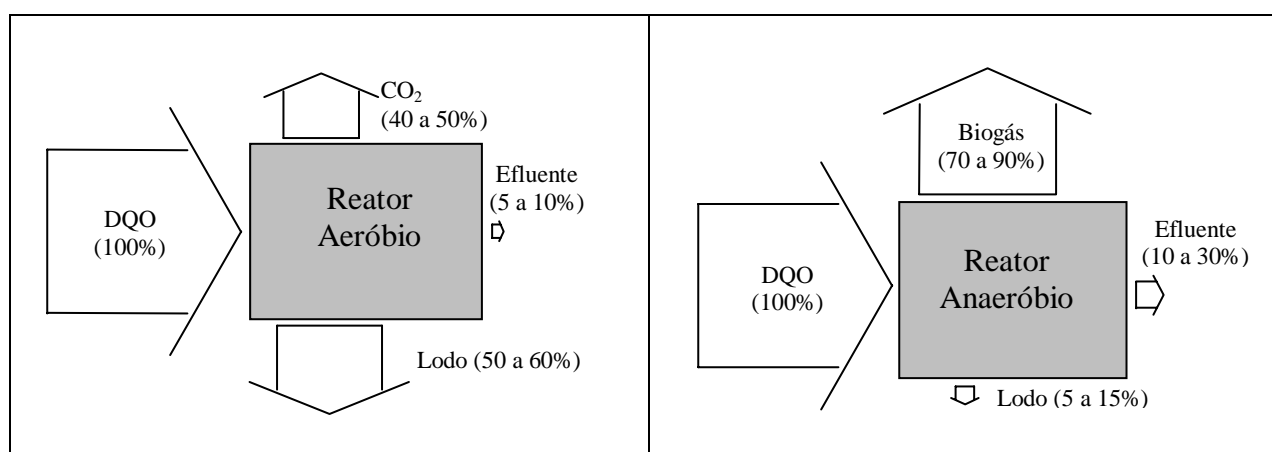 CO₂
(40 a 50%)
DQO
(100%)
Reator
Aeróbio
Efluente
(5 a 10%)
Lodo (50 a 60%)
Biogás
(70 a 90%)
DQO
(100%)
Reator
Anaeróbio
Efluente
(10 a 30%)
Lodo (5 a 15%)